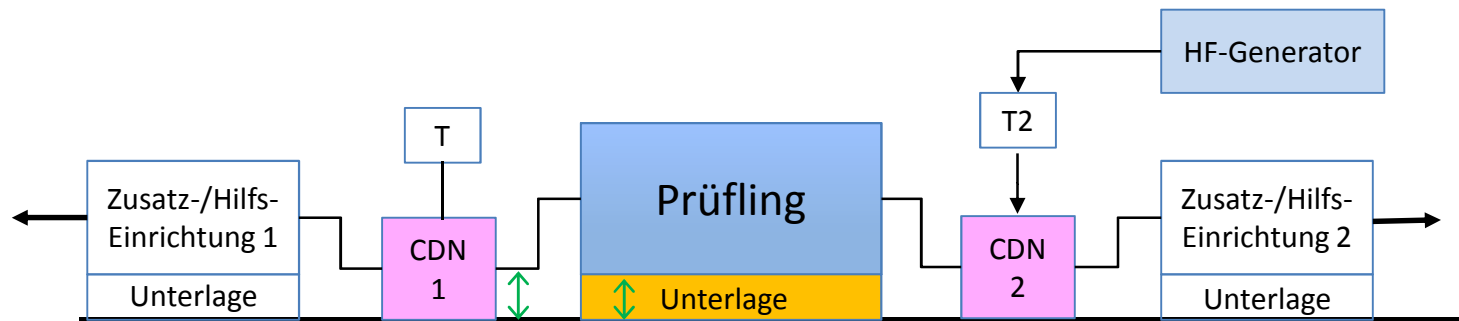 HF-Generator
T
T2
Zusatz-/Hilfs-
Einrichtung 1
Unterlage
CDN
1
Prüfling
Unterlage
CDN
2
Zusatz-/Hilfs-
Einrichtung 2
Unterlage